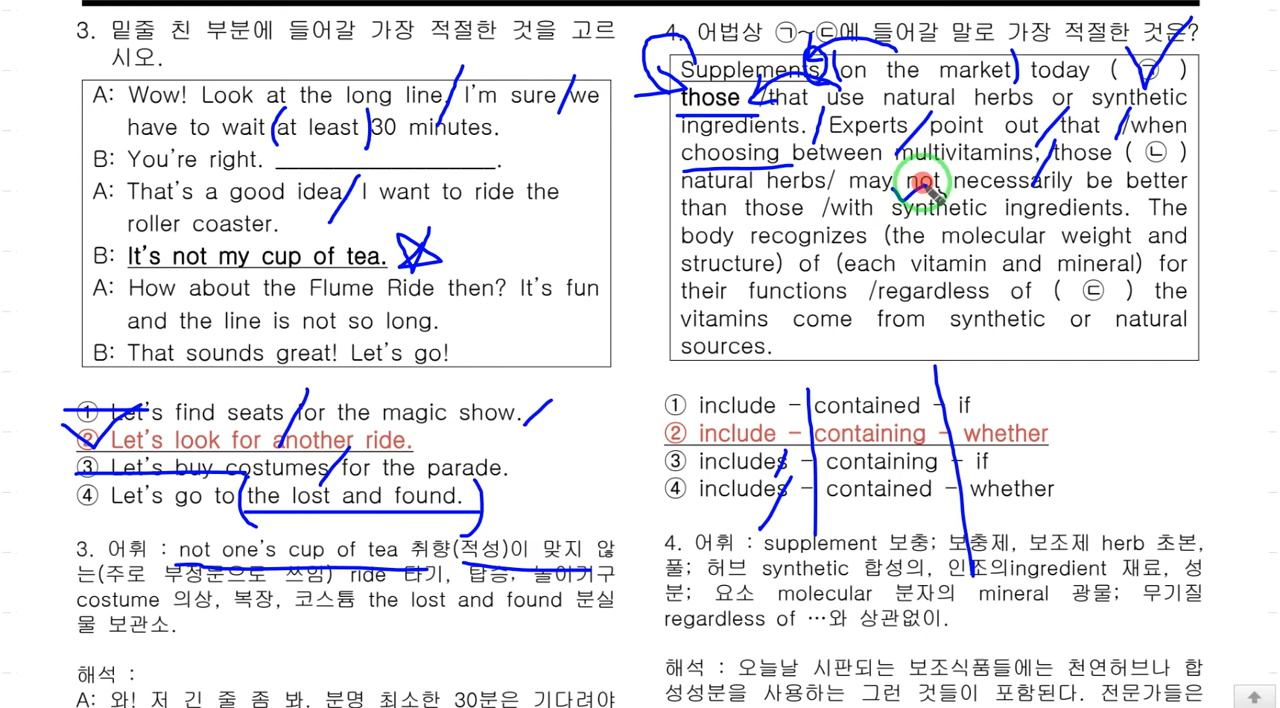 3. 밑줄 친 부분에 들어갈 가장 적절한 것을 고르
시오.
A: Wow! Look at the long line. I'm sure/we
have to wait (at least) 30 minutes.
B: You're right. ____________________.
A: That's a good idea. I want to ride the
roller coaster.
B: It's not my cup of tea.
A: How about the Flume Ride then? It's fun
and the line is not so long.
B: That sounds great! Let's go!
① Let's find seats for the magic show.
② Let's look for another ride.
③ Let's buy costumes for the parade.
④ Let's go to the lost and found.
3. 어휘 : not one's cup of tea 취향(적성)이 맞지 않
는(주로 부정문으로 쓰임) ride 타기, 탑승; 놀이기구
costume 의상, 복장, 코스튬 the lost and found 분실
물 보관소.
해석 :
A: 와! 저 긴 줄 좀 봐. 분명 최소한 30분은 기다려야
4. 어법상 ㉠~㉢에 들어갈 말로 가장 적절한 것은?
Supplements (on the market) today ( ㉠ )
those /that use natural herbs or synthetic
ingredients. Experts point out that /when
choosing between multivitamins, those ( ㉡ )
natural herbs/ may not necessarily be better
than those /with synthetic ingredients. The
body recognizes (the molecular weight and
structure) of (each vitamin and mineral) for
their functions /regardless of ( ㉢ ) the
vitamins come from synthetic or natural
sources.
① include - contained - if
② include - containing - whether
③ includes - containing - if
④ includes - contained - whether
4. 어휘 : supplement 보충; 보충제, 보조제 herb 초본,
풀; 허브 synthetic 합성의, 인조의ingredient 재료, 성
분; 요소 molecular 분자의 mineral 광물; 무기질
regardless of …와 상관없이.
해석 : 오늘날 시판되는 보조식품들에는 천연허브나 합
성성분을 사용하는 그런 것들이 포함된다. 전문가들은